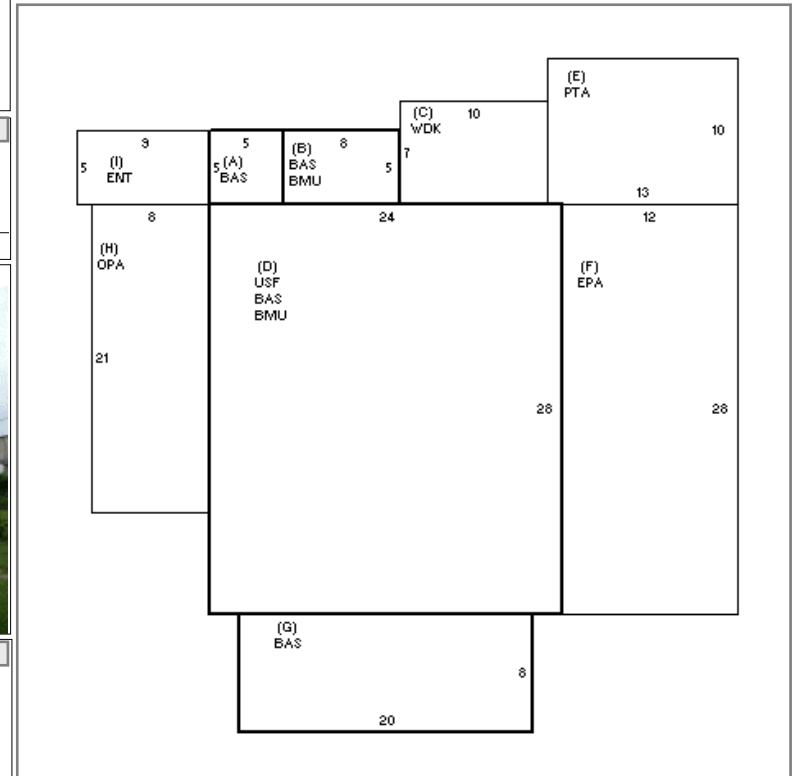 (E)
PTA
10
13
(C) 10
WDK
7
9
5 (I)
ENT
5
5 (A)
BAS
(B) 8
BAS 5
BMU
8
(H)
OPA
21
24
(D)
USF
BAS
BMU
28
12
(F)
EPA
28
(G)
BAS
8
20